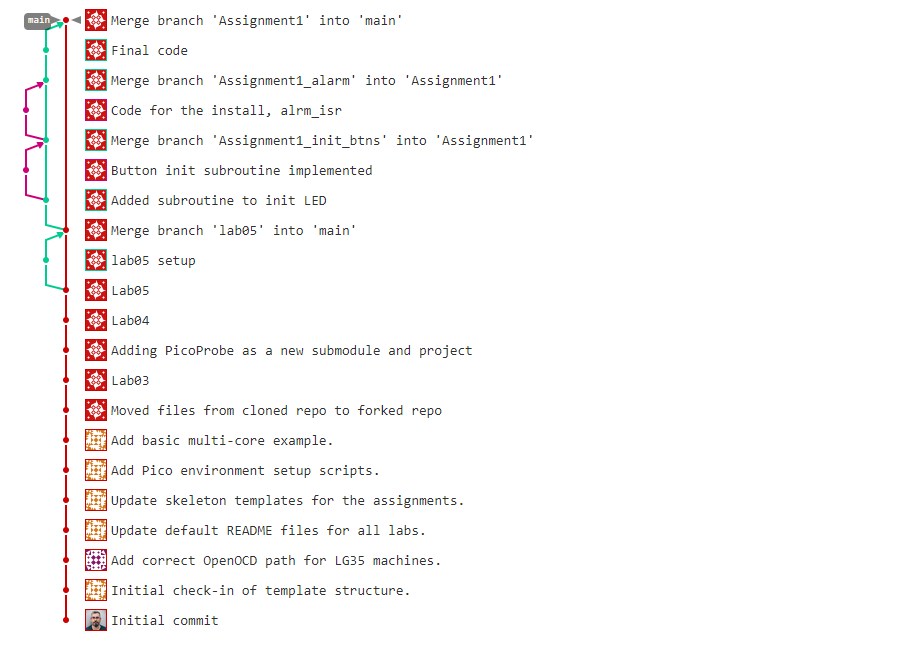 main
Merge branch 'Assignment1' into 'main'
Final code
Merge branch 'Assignment1_alarm' into 'Assignment1'
Code for the install, alrm_isr
Merge branch 'Assignment1_init_btns' into 'Assignment1'
Button init subroutine implemented
Added subroutine to init LED
Merge branch 'lab05' into 'main'
lab05 setup
Lab05
Lab04
Adding PicoProbe as a new submodule and project
Lab03
Moved files from cloned repo to forked repo
Add basic multi-core example.
Add Pico environment setup scripts.
Update skeleton templates for the assignments.
Update default README files for all labs.
Add correct OpenOCD path for LG35 machines.
Initial check-in of template structure.
Initial commit